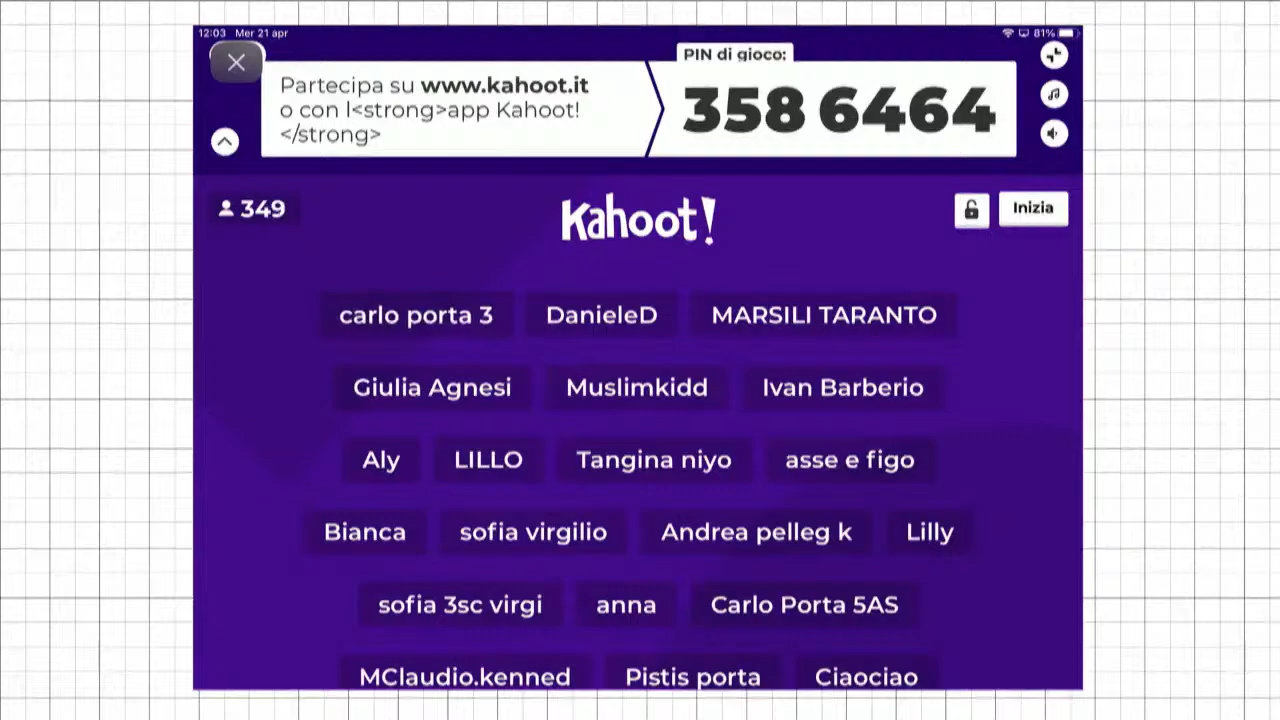 12:03 Mer 21 apr
81%
PIN di gioco:
Partecipa su www.kahoot.it
o con l<strong>app Kahoot!
</strong>
358 6464
349
Kahoot!
Inizia
carlo porta 3
DanieleD
MARSILI TARANTO
Giulia Agnesi
Muslimkidd
Ivan Barberio
Aly
LILLO
Tangina niyo
asse e figo
Bianca
sofia virgilio
Andrea pelleg k
Lilly
sofia 3sc virgi
anna
Carlo Porta 5AS
MClaudio.kenned
Pistis porta
Ciaociao